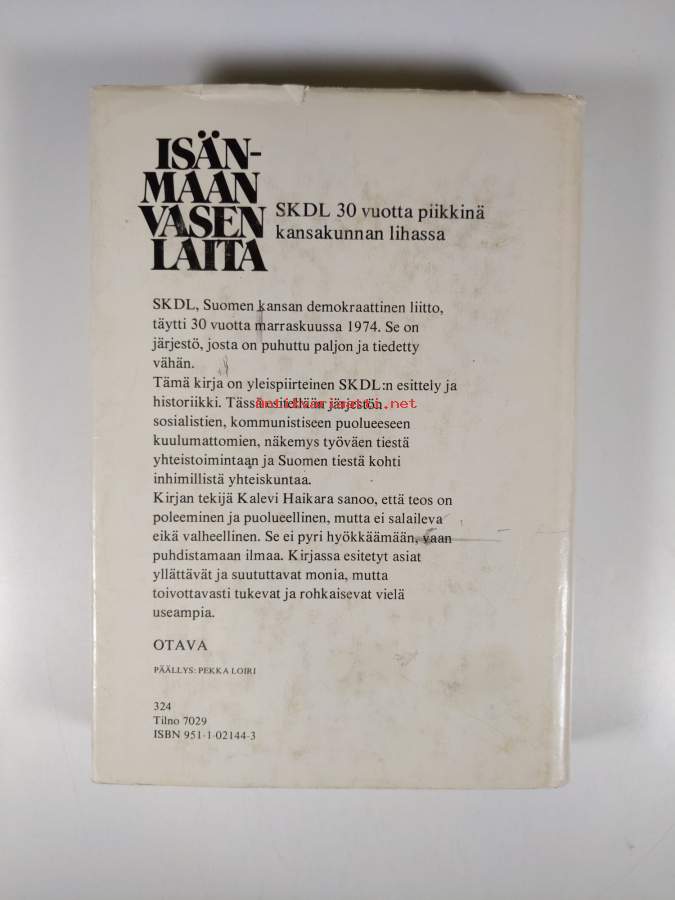 ISÄN-
MAAN
VASEN
LAITA
SKDL 30 vuotta piikkinä
kansakunnan lihassa
SKDL, Suomen kansan demokraattinen liitto,
täytti 30 vuotta marraskuussa 1974. Se on
järjestö, josta on puhuttu paljon ja tiedetty
vähän.
Tämä kirja on yleispiirteinen SKDL:n esittely ja
historiikki. Tässä esitellään järjestön
antikvariaatti.net
sosialistien, kommunistiseen puolueeseen
kuulumattomien, näkemys työväen tiestä
yhteistoimintaan ja Suomen tiestä kohti
inhimillistä yhteiskuntaa.
Kirjan tekijä Kalevi Haikara sanoo, että teos on
poleeminen ja puolueellinen, mutta ei salaileva
eikä valheellinen. Se ei pyri hyökkäämään, vaan
puhdistamaan ilmaa. Kirjassa esitetyt asiat
yllättävät ja suututtavat monia, mutta
toivottavasti tukevat ja rohkaisevat vielä
useampia.
OTAVA
PÄÄLLYS: PEKKA LOIRI
324
Tilno 7029
ISBN 951-1-02144-3